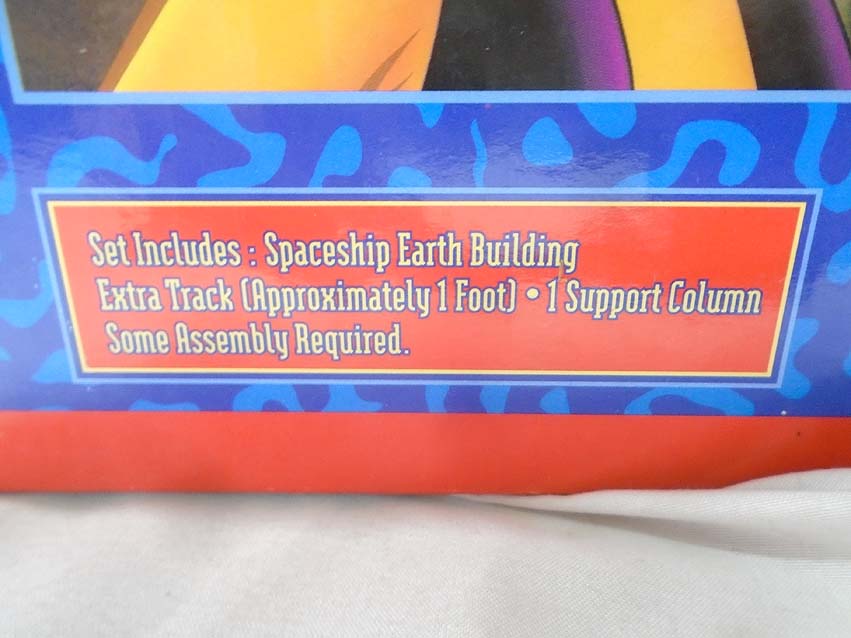 Set Includes : Spaceship Earth Building
Extra Track (Approximately 1 Foot) • 1 Support Column
Some Assembly Required.